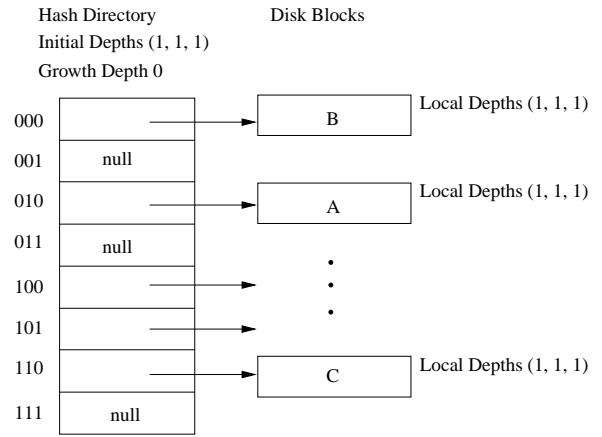 Hash Directory
Disk Blocks
Initial Depths (1, 1, 1)
Growth Depth 0
000
B
Local Depths (1, 1, 1)
001
null
010
A
Local Depths (1, 1, 1)
011
null
100
101
110
C
Local Depths (1, 1, 1)
111
null